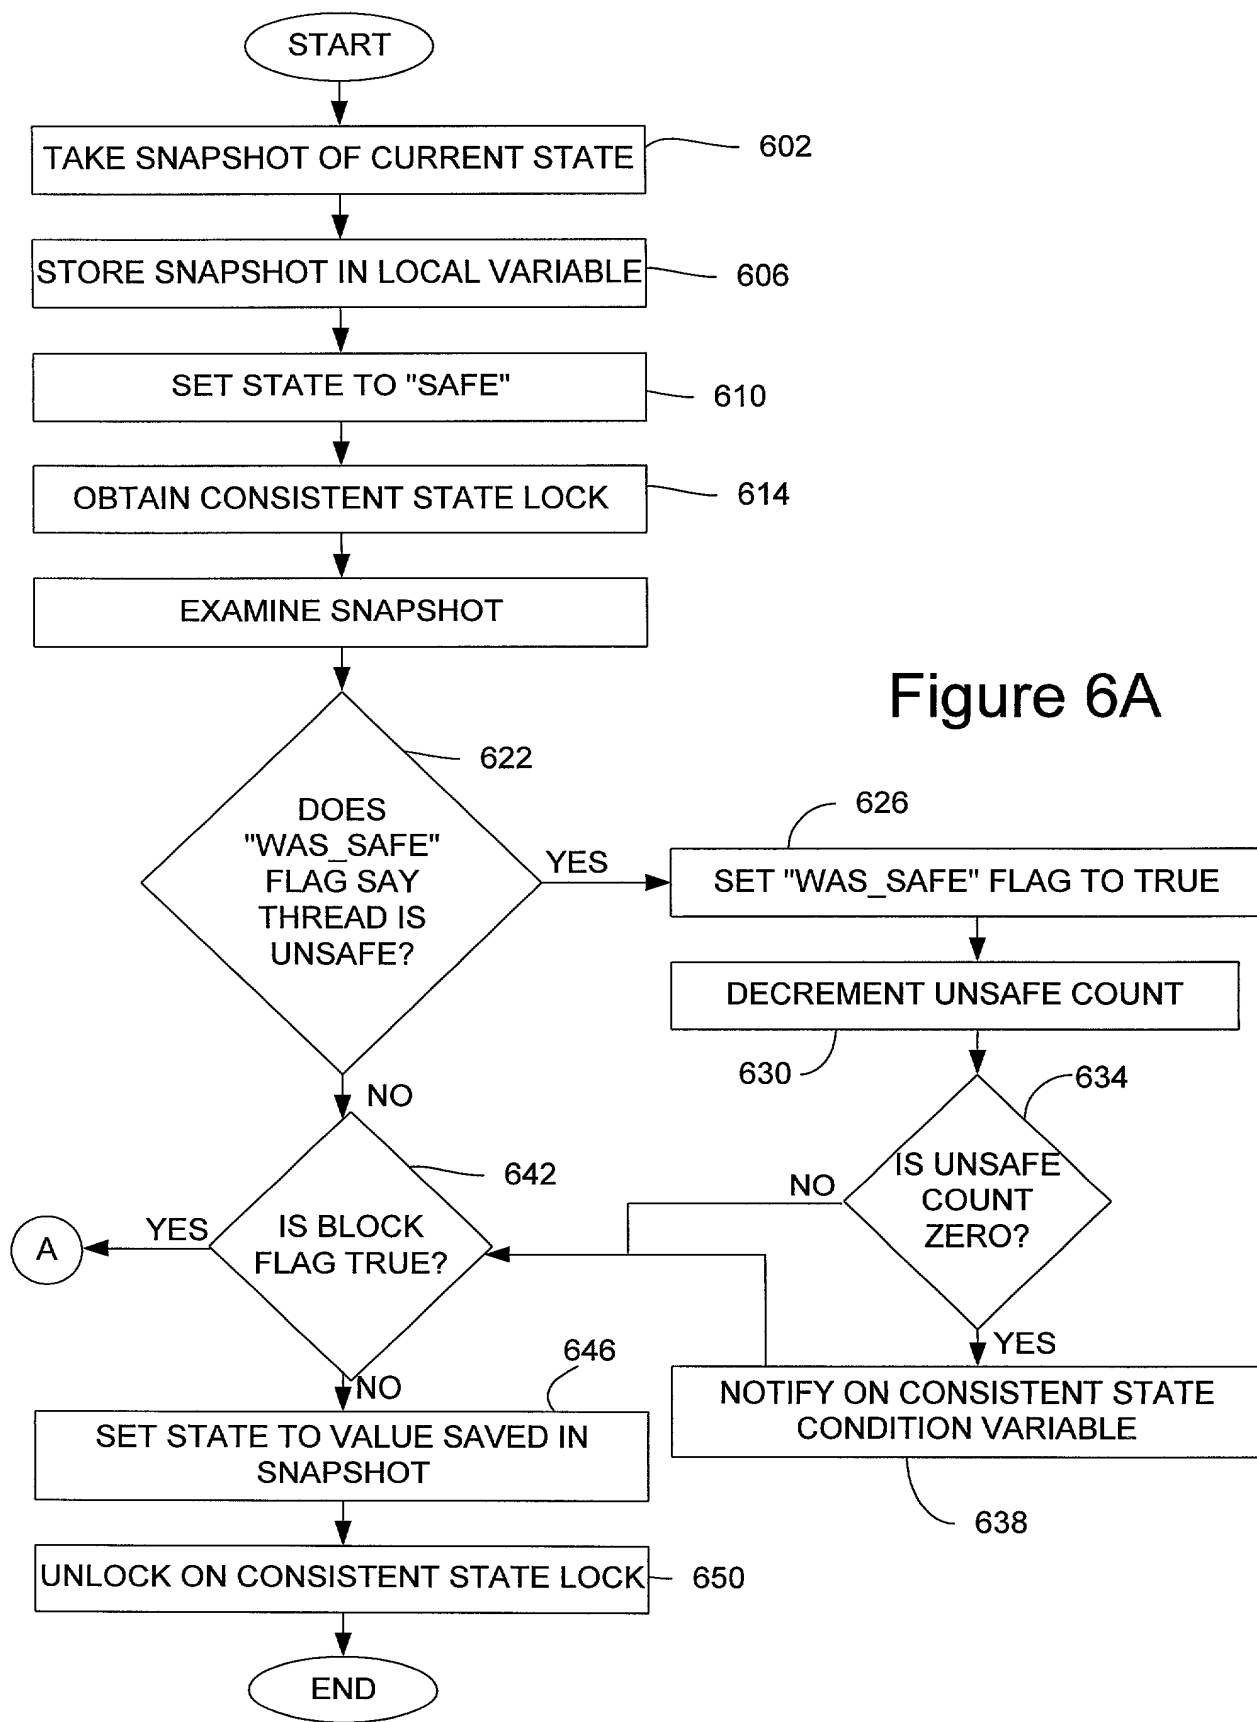 START
TAKE SNAPSHOT OF CURRENT STATE
602
STORE SNAPSHOT IN LOCAL VARIABLE
606
SET STATE TO "SAFE"
610
OBTAIN CONSISTENT STATE LOCK
614
EXAMINE SNAPSHOT
Figure 6A
622
DOES
"WAS_SAFE"
FLAG SAY
THREAD IS
UNSAFE?
YES
626
SET "WAS_SAFE" FLAG TO TRUE
DECREMENT UNSAFE COUNT
630
634
IS UNSAFE
COUNT
ZERO?
NO
YES
NOTIFY ON CONSISTENT STATE
CONDITION VARIABLE
638
NO
642
IS BLOCK
FLAG TRUE?
YES
A
NO
646
SET STATE TO VALUE SAVED IN
SNAPSHOT
UNLOCK ON CONSISTENT STATE LOCK
650
END